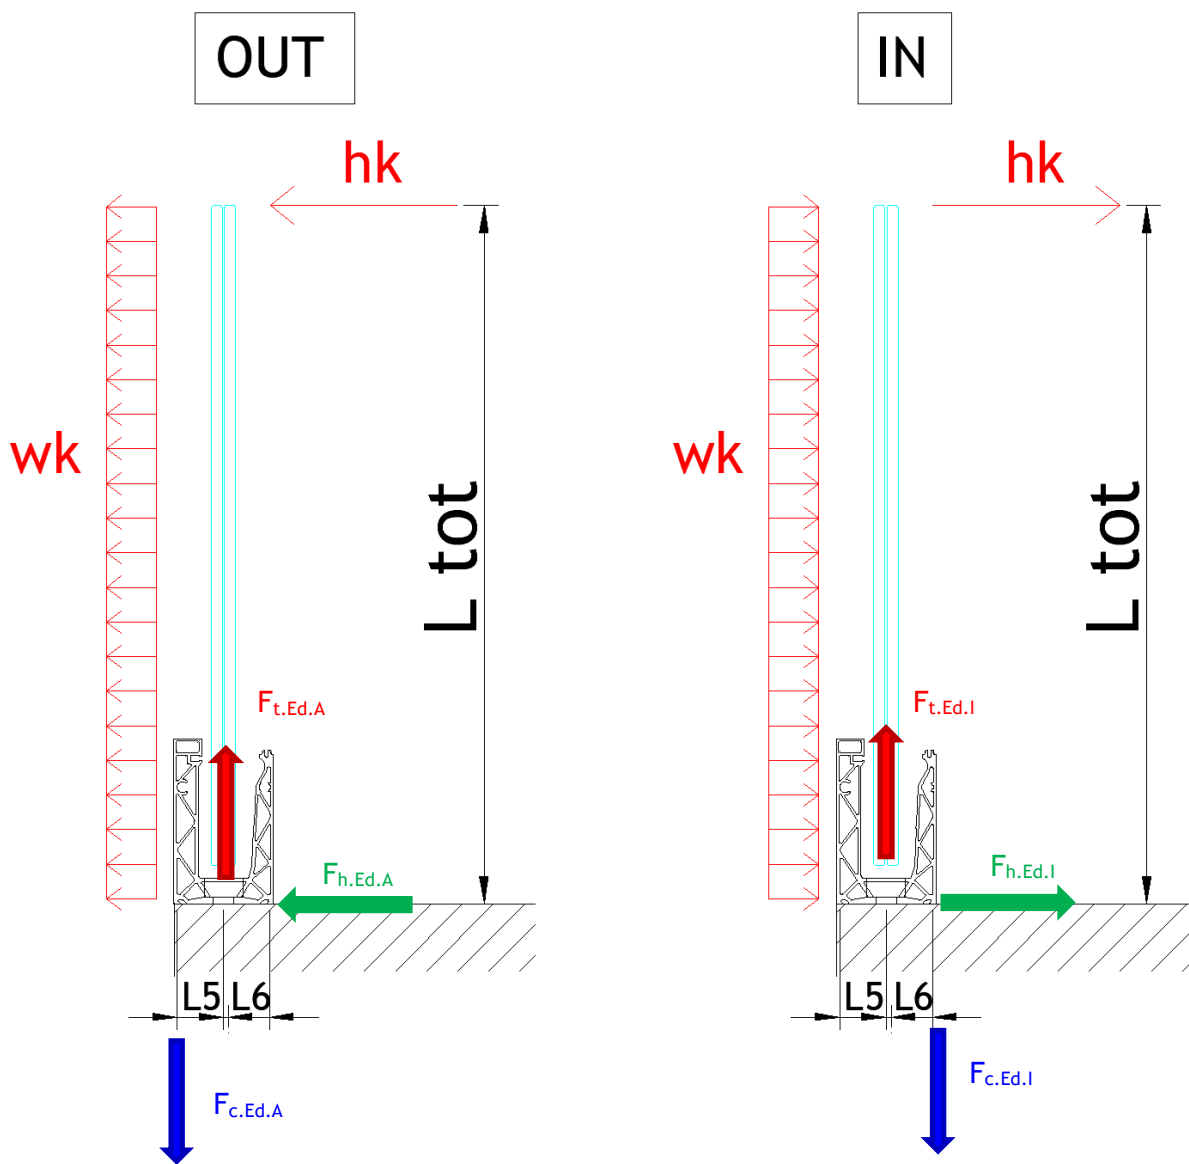 OUT
IN
hk
hk
wk
wk
L tot
L tot
Ft.Ed.A
Ft.Ed.I
Fh.Ed.A
Fh.Ed.I
L5 L6
L5 L6
Fc.Ed.A
Fc.Ed.I